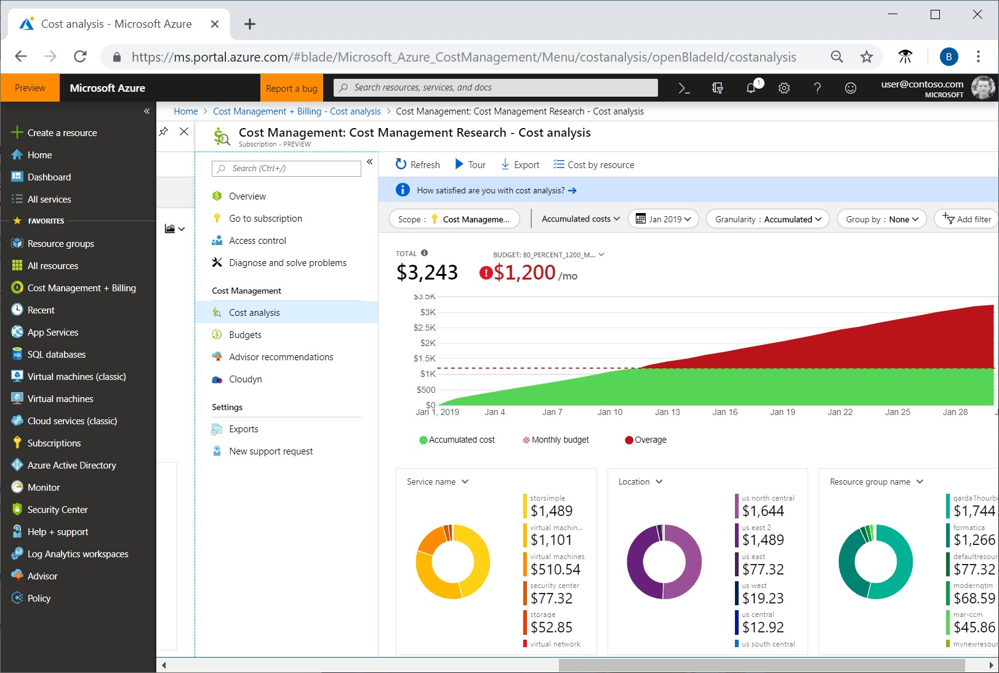 Cost analysis - Microsoft Azure
https://ms.portal.azure.com/#blade/Microsoft_Azure_CostManagement/Menu/costanalysis/openBladeId/costanalysis
B
Preview
Microsoft Azure
Report a bug
Search resources, services, and docs
1
user@contoso.com
MICROSOFT
Home > Cost Management + Billing - Cost analysis > Cost Management: Cost Management Research - Cost analysis
Create a resource
Home
Dashboard
All services
FAVORITES
Resource groups
All resources
Cost Management + Billing
Recent
App Services
SQL databases
Virtual machines (classic)
Virtual machines
Cloud services (classic)
Subscriptions
Azure Active Directory
Monitor
Security Center
Help + support
Log Analytics workspaces
Advisor
Policy
Cost Management: Cost Management Research - Cost analysis
Subscription - PREVIEW
Search (Ctrl+/)
Overview
Go to subscription
Access control
Diagnose and solve problems
Cost Management
Cost analysis
Budgets
Advisor recommendations
Cloudyn
Settings
Exports
New support request
Refresh Tour Export Cost by resource
How satisfied are you with cost analysis?
Scope : Cost Manageme... Accumulated costs Jan 2019 Granularity : Accumulated Group by : None Add filter
TOTAL BUDGET: 80_PERCENT_1200_M...
$3,243 $1,200 /mo
$3.5K
$3K
$2.5K
$2K
$1.5K
$1K
$500
$0
Jan 1, 2019 Jan 4 Jan 7 Jan 10 Jan 13 Jan 16 Jan 19 Jan 22 Jan 25 Jan 28 J
Accumulated cost Monthly budget Overage
Service name
storsimple
$1,489
virtual machin...
$1,101
virtual machines
$510.54
security center
$77.32
storage
$52.85
virtual network
Location
us north central
$1,644
us east 2
$1,489
us east
$77.32
us west
$19.23
us central
$12.92
us south central
Resource group name
garda1hourbi
$1,744
formatica
$1,266
defaultresour
$77.32
moderngtm
$68.59
mar-ccm
$45.86
mynewresour